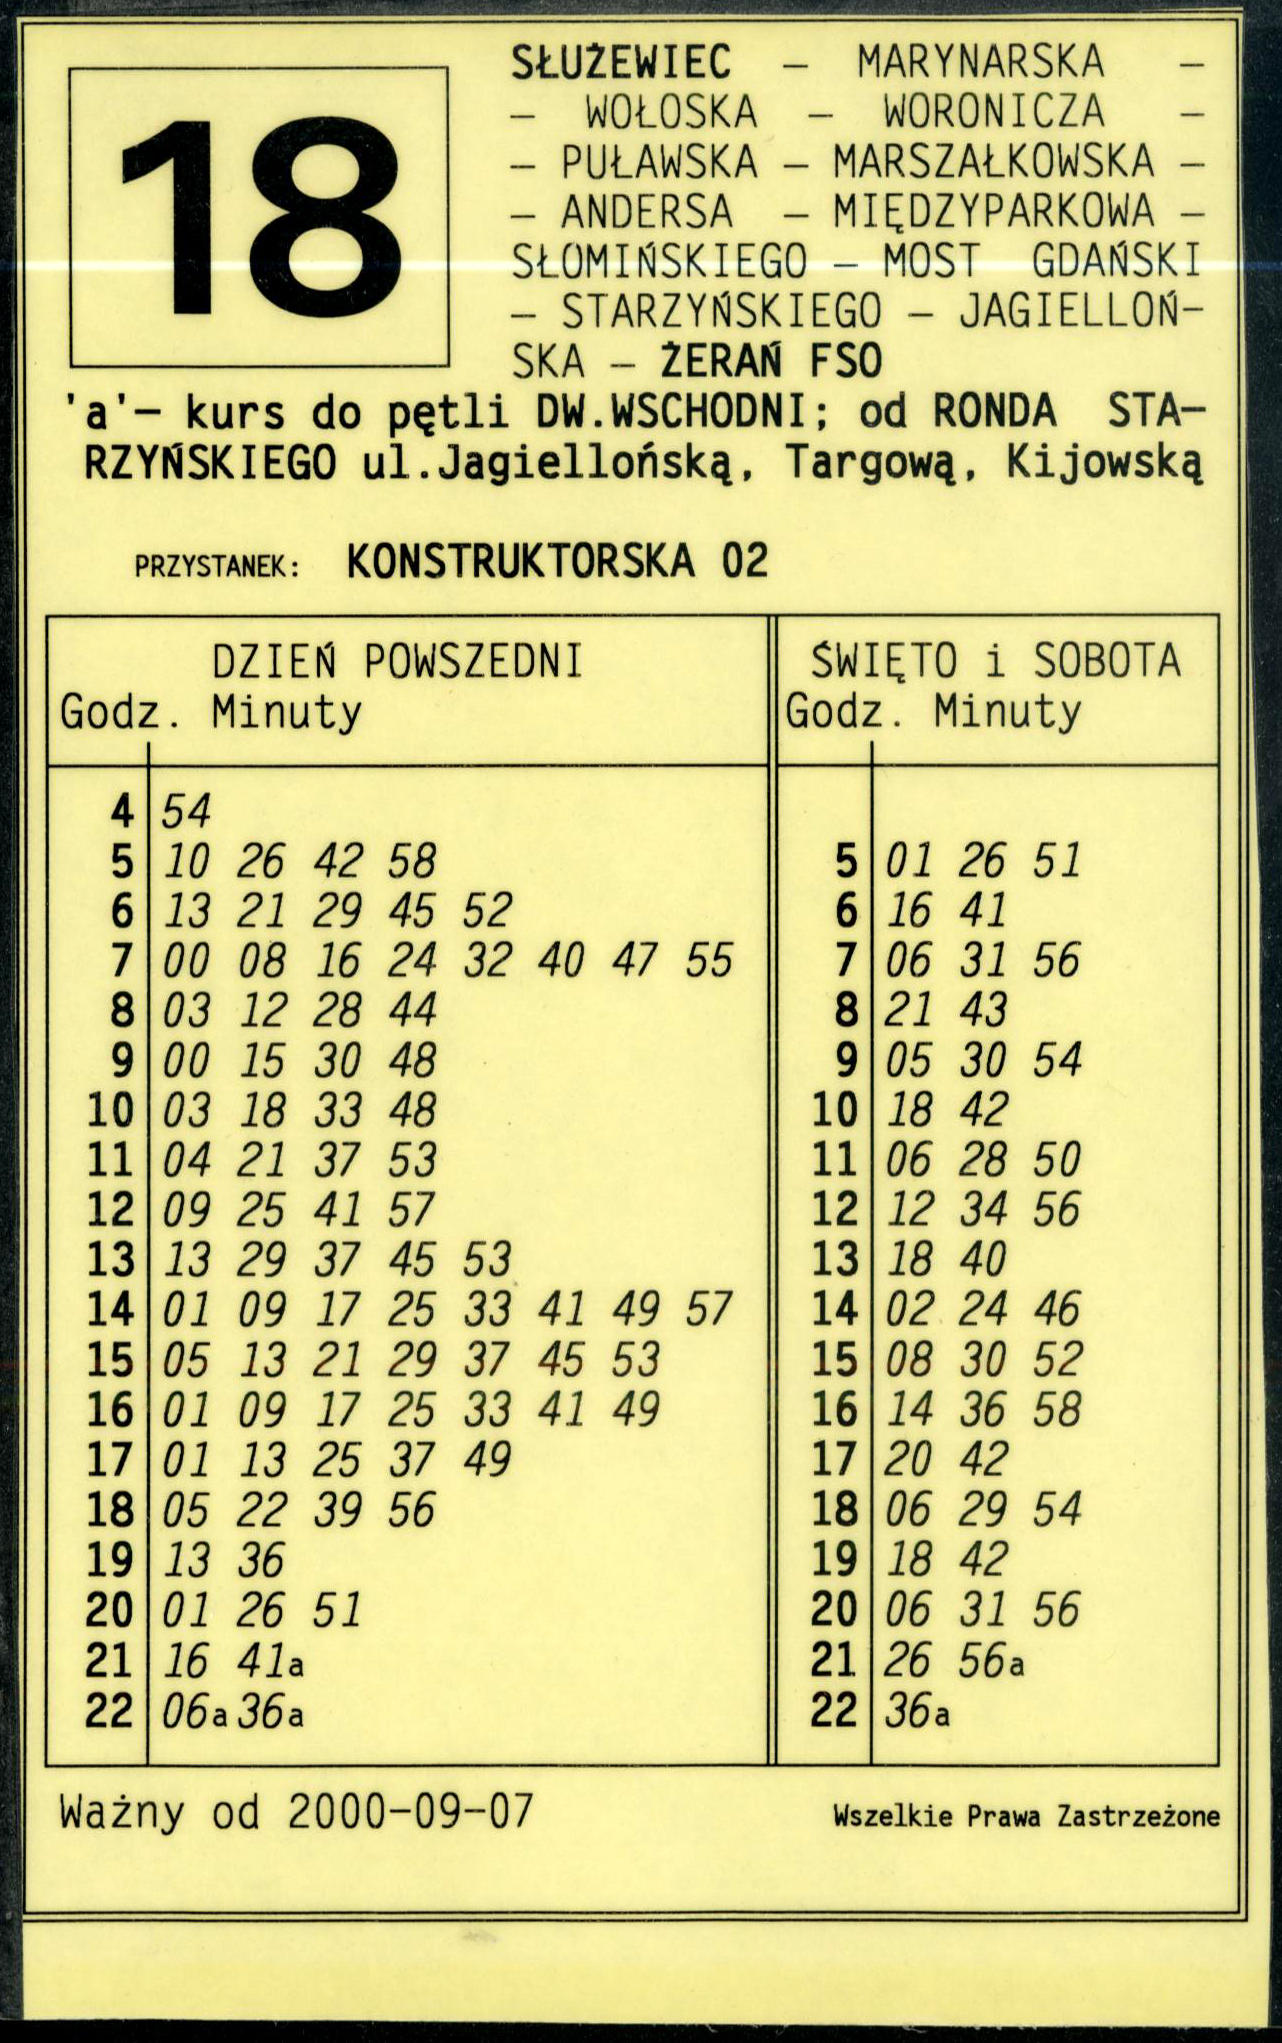 18
SŁUŻEWIEC – MARYNARSKA –
– WOŁOSKA – WORONICZA –
– PUŁAWSKA – MARSZAŁKOWSKA –
– ANDERSA – MIĘDZYPARKOWA –
SŁOMIŃSKIEGO – MOST GDAŃSKI
– STARZYŃSKIEGO – JAGIELLOŃ-
SKA – ŻERAŃ FSO
'a'– kurs do pętli DW.WSCHODNI; od RONDA STA-
RZYŃSKIEGO ul.Jagiellońską, Targową, Kijowską
PRZYSTANEK: KONSTRUKTORSKA 02
DZIEŃ POWSZEDNI
Godz. Minuty
4 54
5 10 26 42 58
6 13 21 29 45 52
7 00 08 16 24 32 40 47 55
8 03 12 28 44
9 00 15 30 48
10 03 18 33 48
11 04 21 37 53
12 09 25 41 57
13 13 29 37 45 53
14 01 09 17 25 33 41 49 57
15 05 13 21 29 37 45 53
16 01 09 17 25 33 41 49
17 01 13 25 37 49
18 05 22 39 56
19 13 36
20 01 26 51
21 16 41a
22 06a 36a
ŚWIĘTO i SOBOTA
Godz. Minuty
5 01 26 51
6 16 41
7 06 31 56
8 21 43
9 05 30 54
10 18 42
11 06 28 50
12 12 34 56
13 18 40
14 02 24 46
15 08 30 52
16 14 36 58
17 20 42
18 06 29 54
19 18 42
20 06 31 56
21 26 56a
22 36a
Ważny od 2000-09-07
Wszelkie Prawa Zastrzeżone